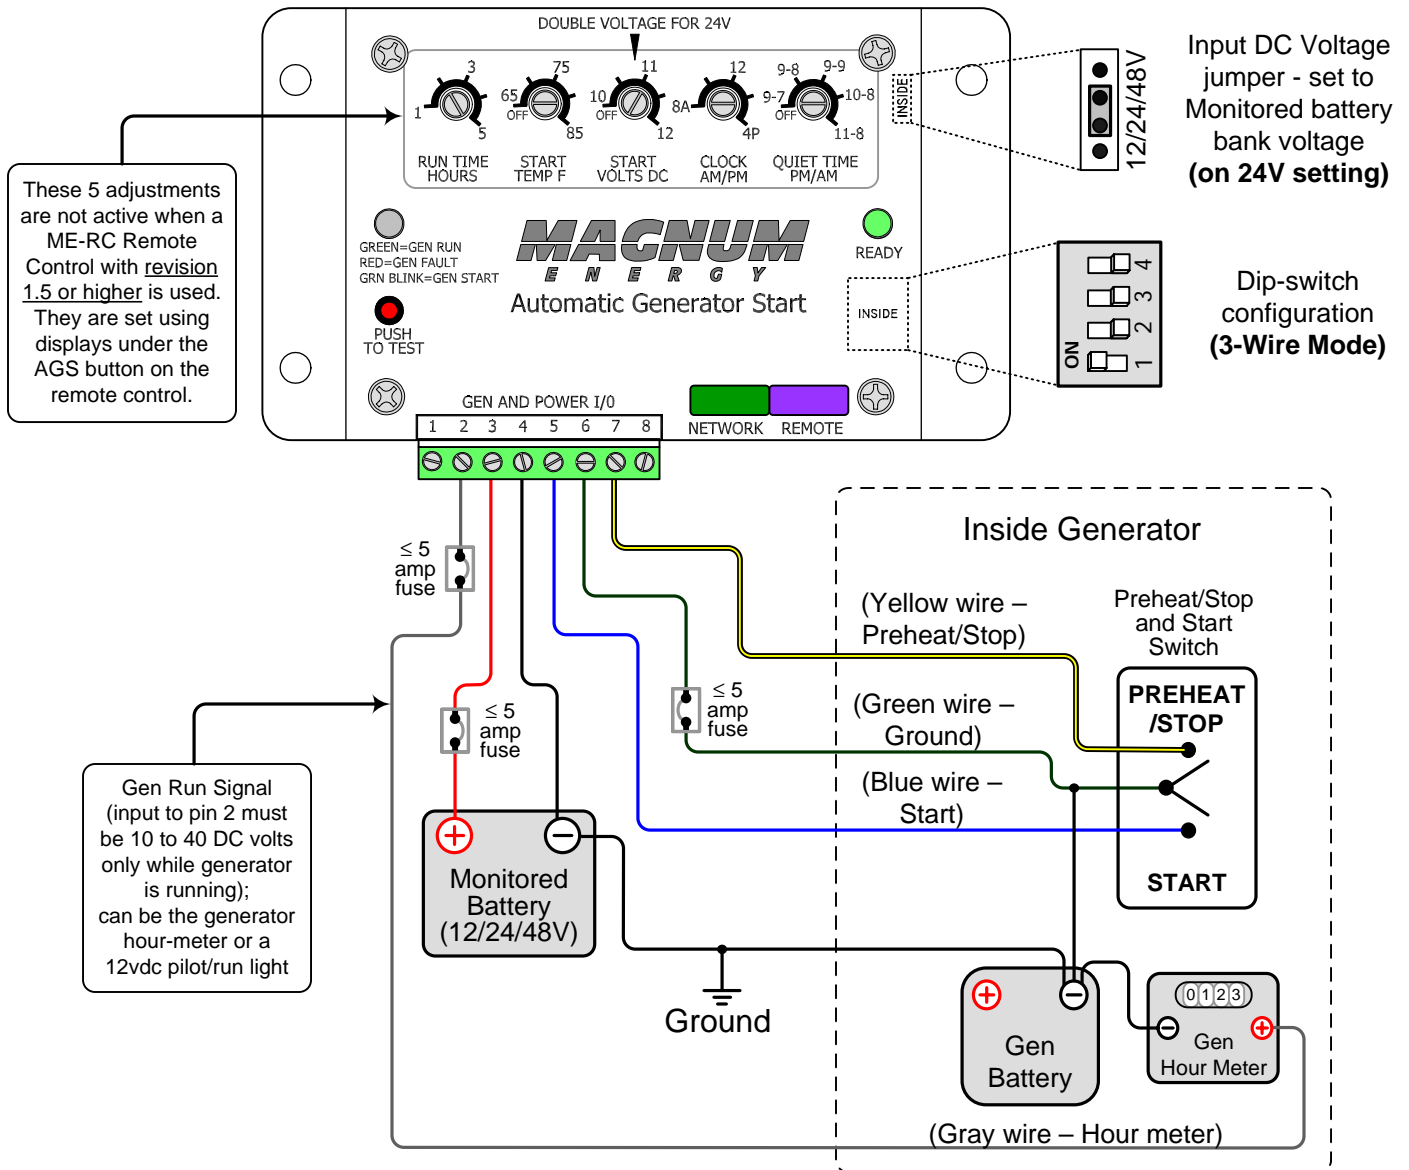 DOUBLE VOLTAGE FOR 24V
1 3 5
RUN TIME
HOURS
65 75 85
OFF
START
TEMP F
10 11 12
OFF
START
VOLTS DC
8A 12 4P
CLOCK
AM/PM
9-7 9-8 9-9 10-8 11-8
OFF
QUIET TIME
PM/AM
INSIDE
12/24/48V
Input DC Voltage
jumper - set to
Monitored battery
bank voltage
(on 24V setting)
These 5 adjustments
are not active when a
ME-RC Remote
Control with revision
1.5 or higher is used.
They are set using
displays under the
AGS button on the
remote control.
GREEN=GEN RUN
RED=GEN FAULT
GRN BLINK=GEN START
PUSH
TO TEST
MAGNUM
ENERGY
Automatic Generator Start
READY
INSIDE
ON
1 2 3 4
Dip-switch
configuration
(3-Wire Mode)
GEN AND POWER I/0
1 2 3 4 5 6 7 8
NETWORK REMOTE
≤ 5
amp
fuse
≤ 5
amp
fuse
≤ 5
amp
fuse
Inside Generator
(Yellow wire –
Preheat/Stop)
(Green wire –
Ground)
(Blue wire –
Start)
Preheat/Stop
and Start
Switch
PREHEAT
/STOP
START
Gen Run Signal
(input to pin 2 must
be 10 to 40 DC volts
only while generator
is running);
can be the generator
hour-meter or a
12vdc pilot/run light
+ −
Monitored
Battery
(12/24/48V)
Ground
+ −
Gen
Battery
0 1 2 3
− +
Gen
Hour Meter
(Gray wire – Hour meter)